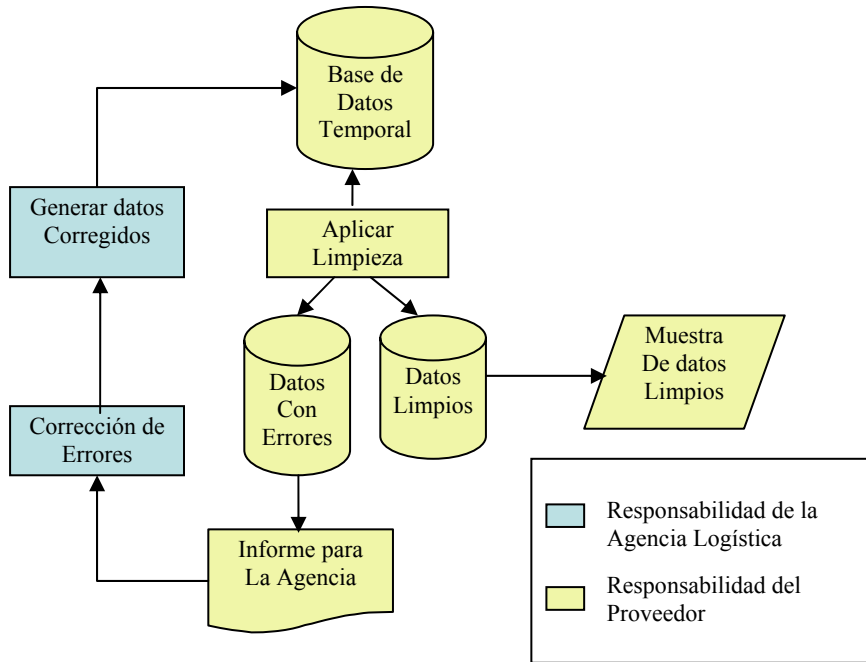 Base de
Datos
Temporal
Generar datos
Corregidos
Aplicar
Limpieza
Datos
Con
Errores
Datos
Limpios
Muestra
De datos
Limpios
Corrección de
Errores
Informe para
La Agencia
Responsabilidad de la
Agencia Logística
Responsabilidad del
Proveedor